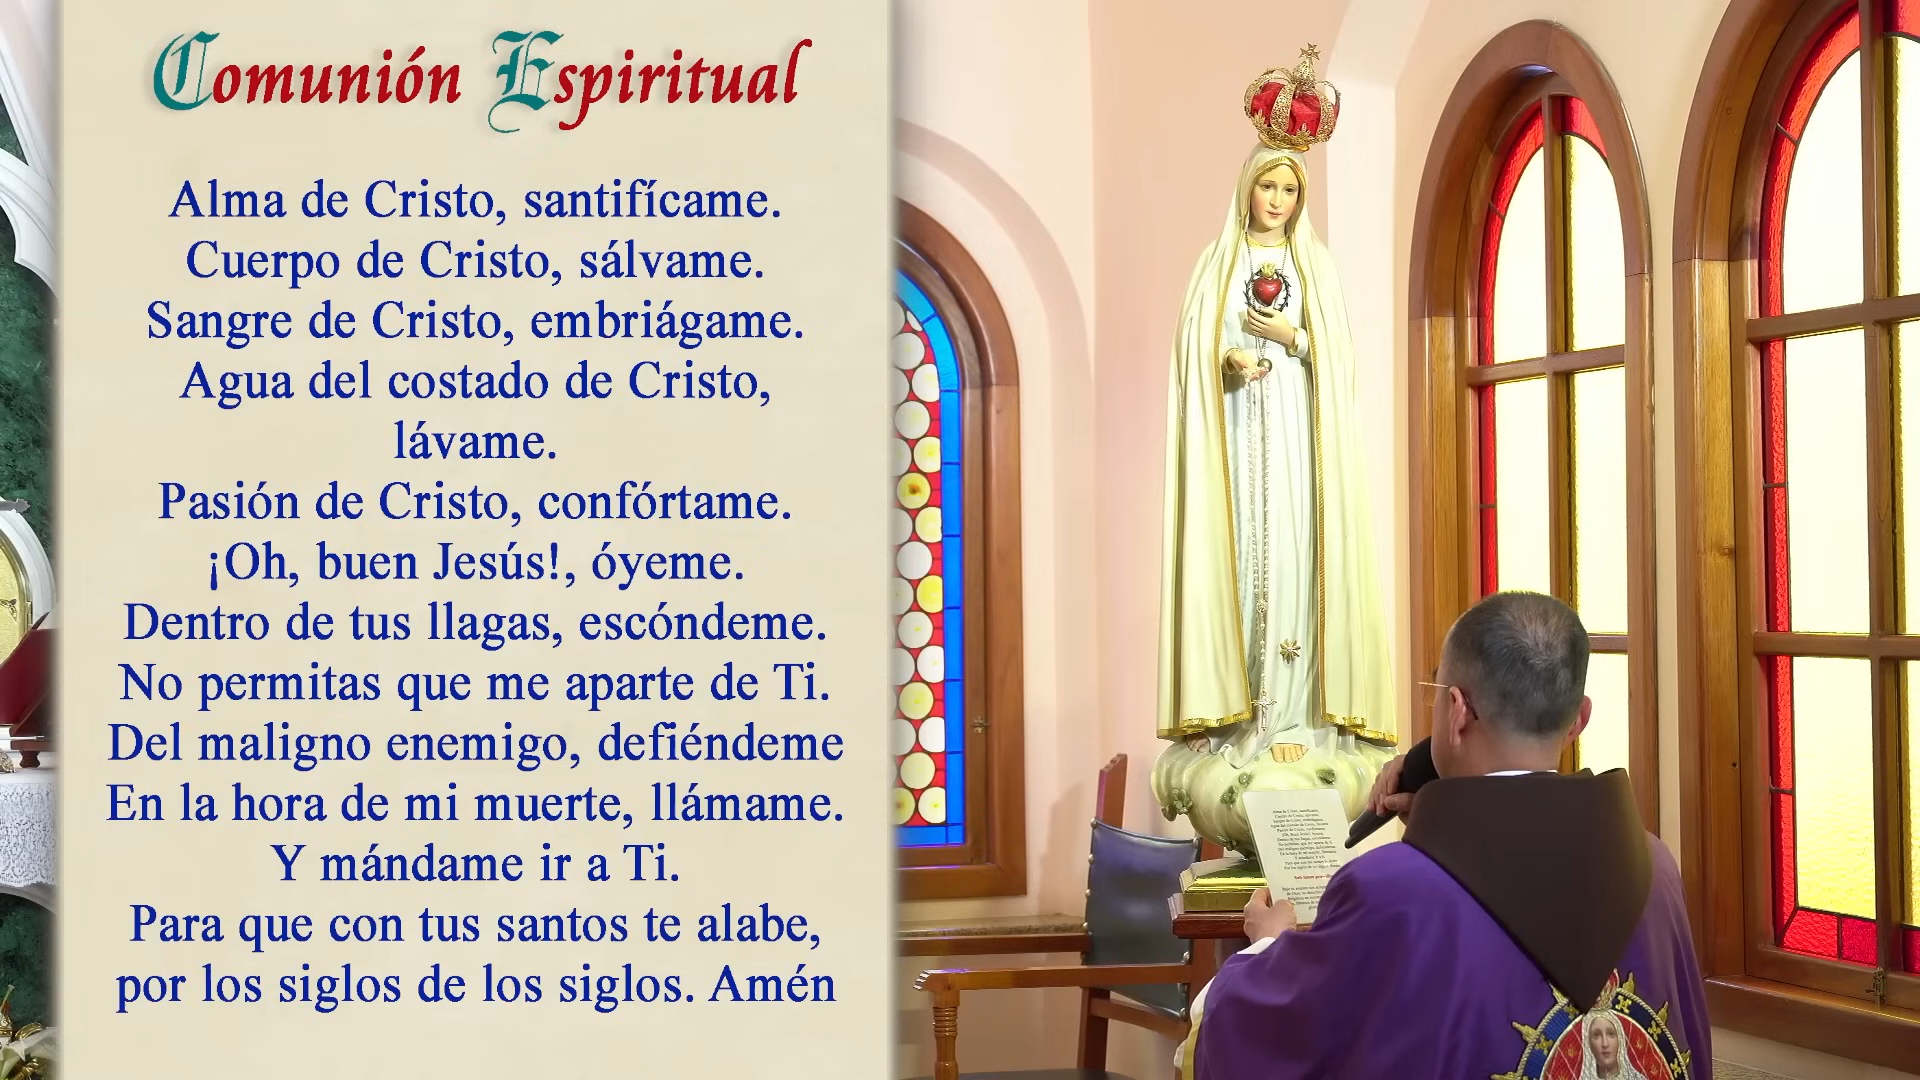 Comunión Espiritual
Alma de Cristo, santifícame.
Cuerpo de Cristo, sálvame.
Sangre de Cristo, embriágame.
Agua del costado de Cristo,
lávame.
Pasión de Cristo, confórtame.
¡Oh, buen Jesús!, óyeme.
Dentro de tus llagas, escóndeme.
No permitas que me aparte de Ti.
Del maligno enemigo, defiéndeme
En la hora de mi muerte, llámame.
Y mándame ir a Ti.
Para que con tus santos te alabe,
por los siglos de los siglos. Amén